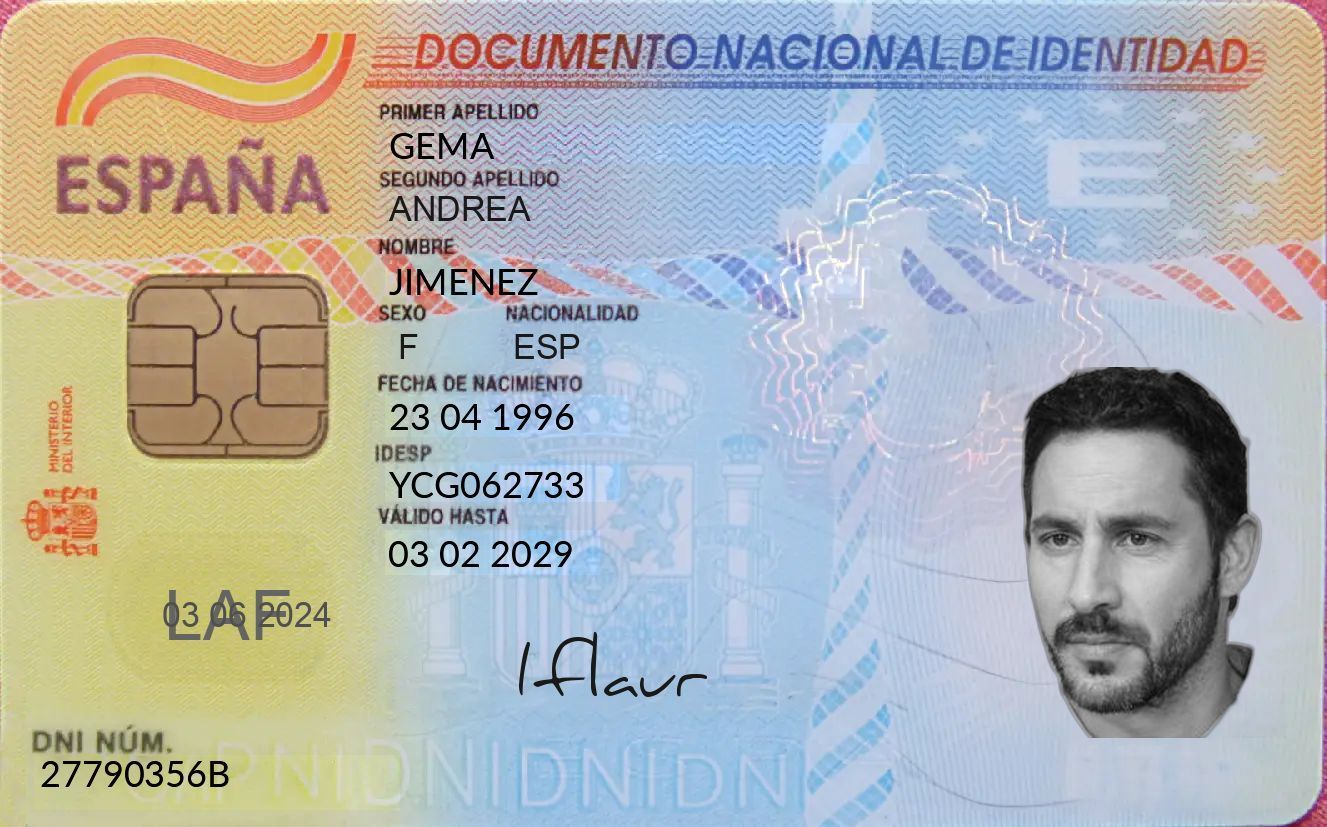 DOCUMENTO NACIONAL DE IDENTIDAD
ESPAÑA
PRIMER APELLIDO
GEMA
SEGUNDO APELLIDO
ANDREA
NOMBRE
JIMENEZ
SEXO NACIONALIDAD
F ESP
FECHA DE NACIMIENTO
23 04 1996
IDESP
YCG062733
VÁLIDO HASTA
03 02 2029
MINISTERIO
DEL INTERIOR
E
LAF
03 06 2024
DNI NÚM.
27790356B
DNIDNIDNIDN